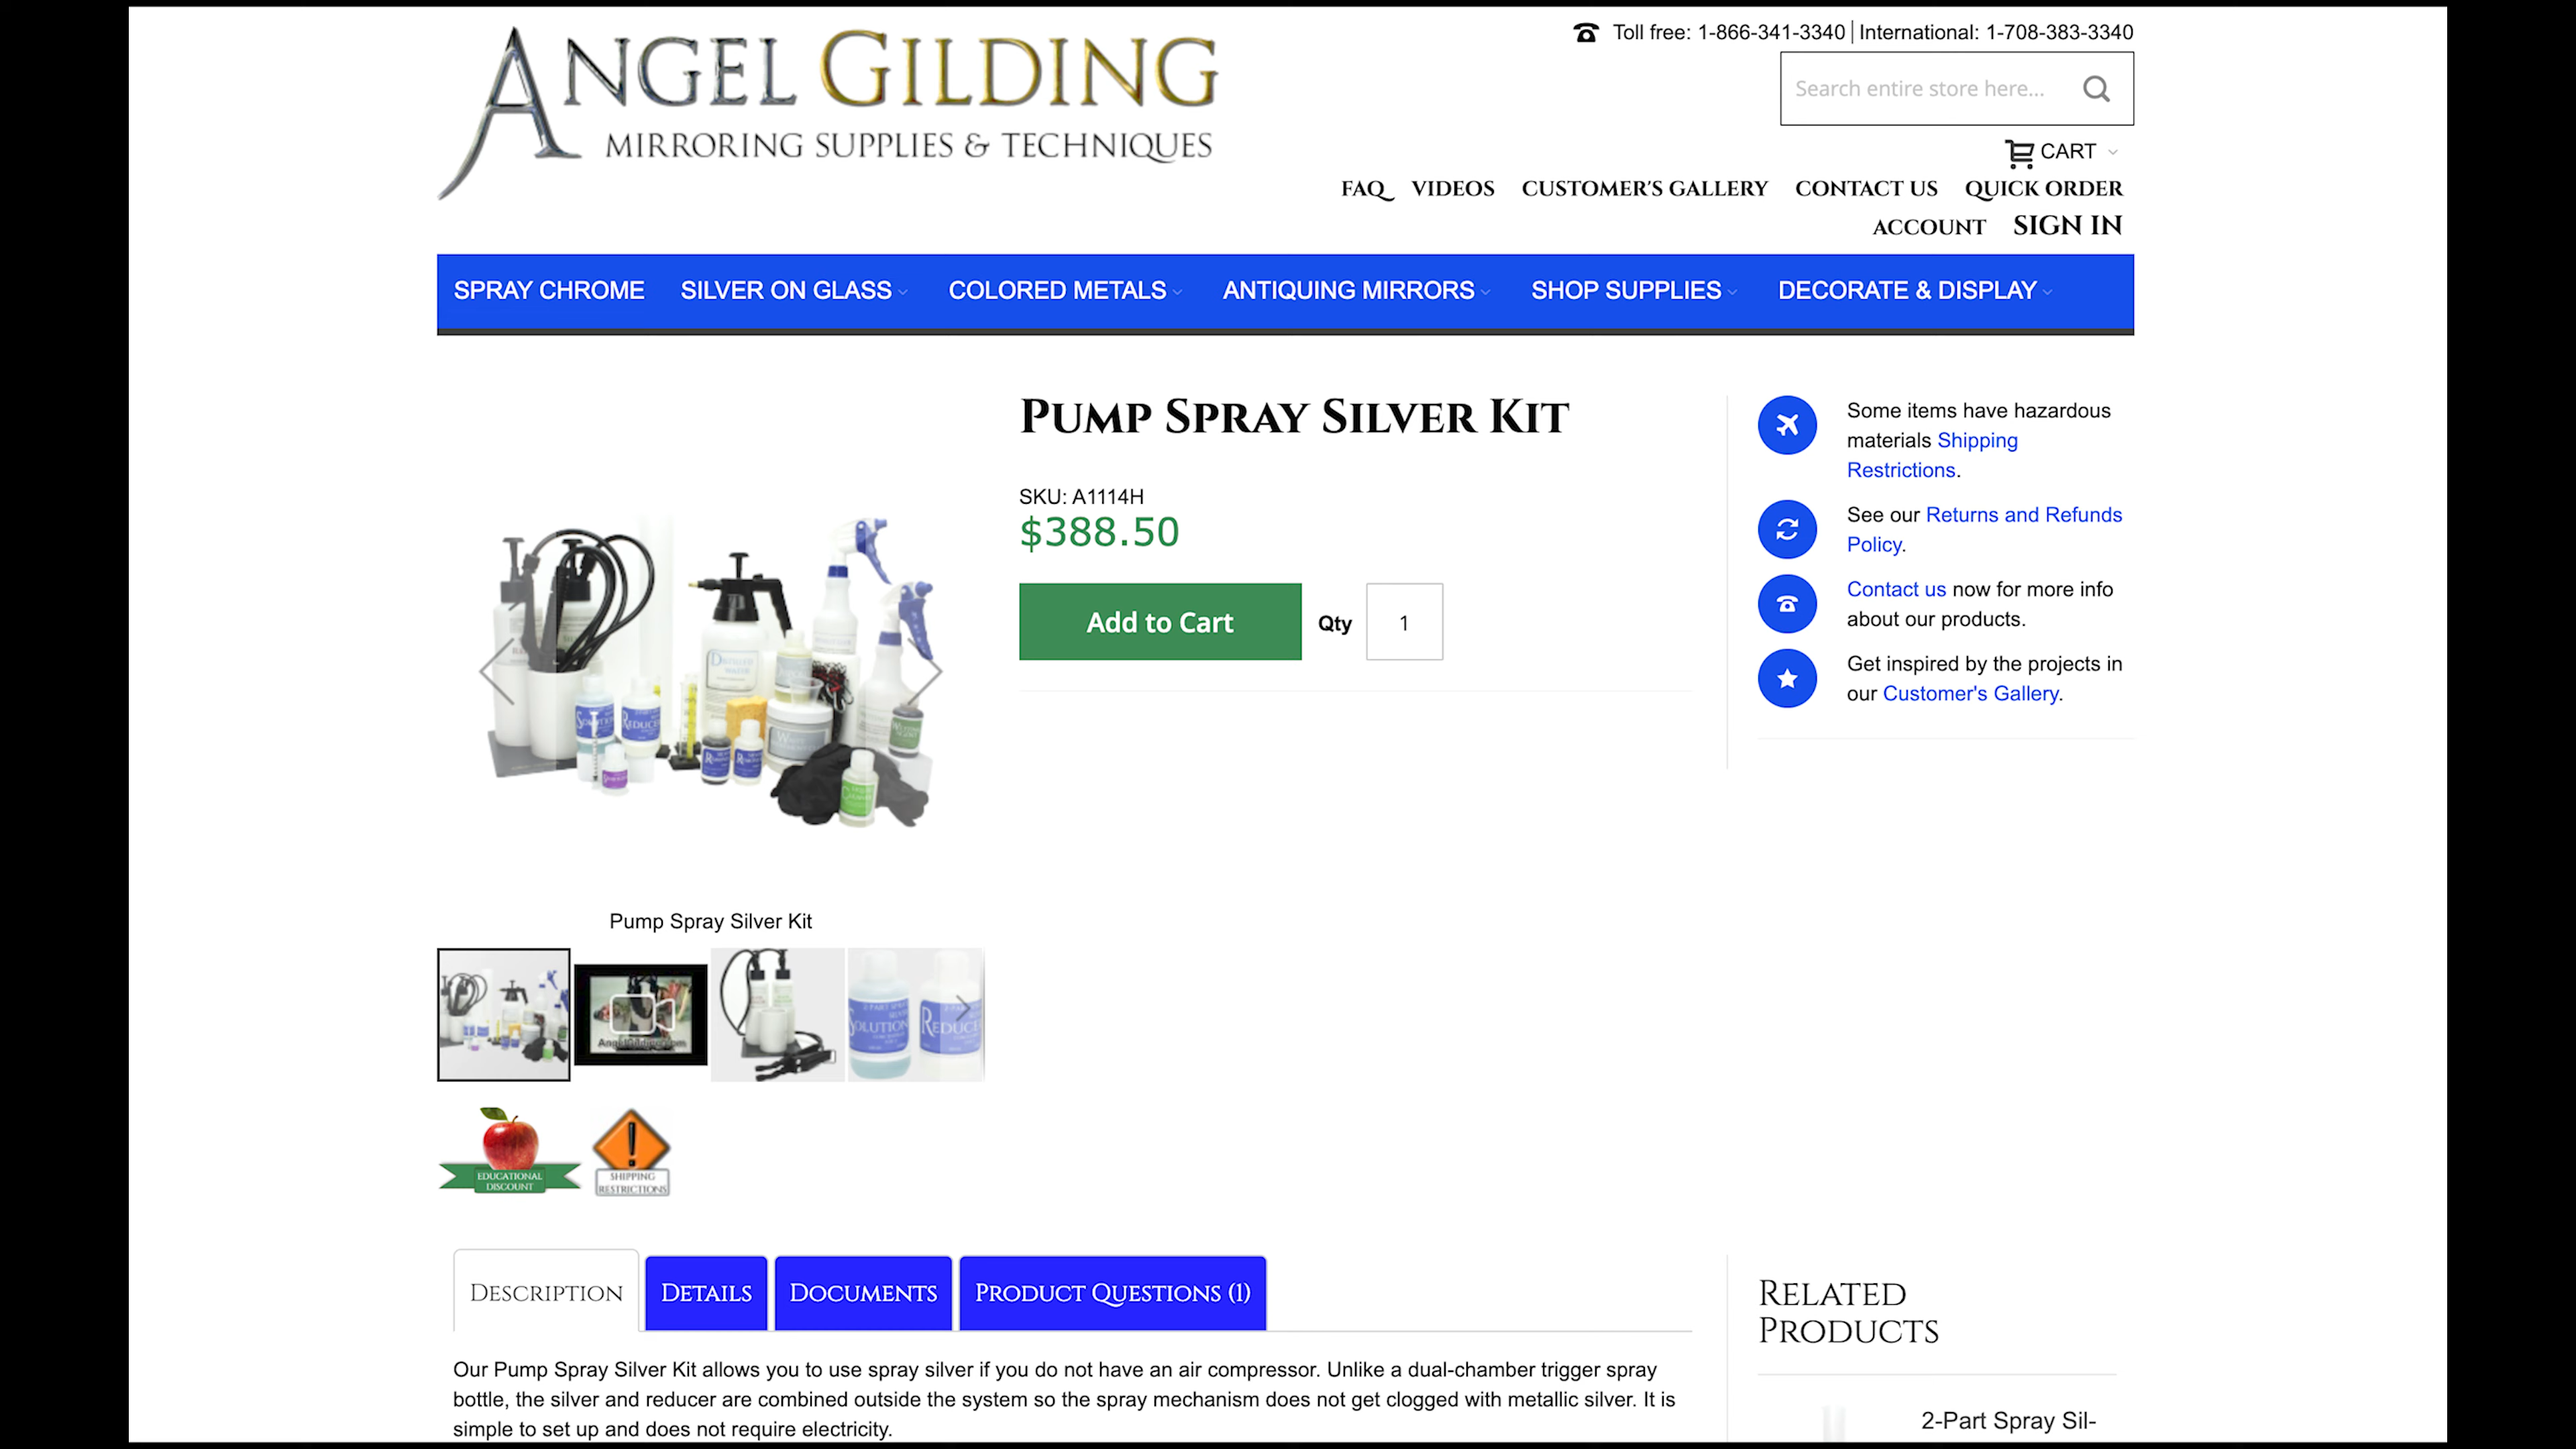 ANGEL GILDING
MIRRORING SUPPLIES & TECHNIQUES
Toll free: 1-866-341-3340 | International: 1-708-383-3340
Search entire store here...
CART
FAQ VIDEOS CUSTOMER'S GALLERY CONTACT US QUICK ORDER
ACCOUNT SIGN IN
SPRAY CHROME SILVER ON GLASS COLORED METALS ANTIQUING MIRRORS SHOP SUPPLIES DECORATE & DISPLAY
PUMP SPRAY SILVER KIT
SKU: A1114H
$388.50
Add to Cart Qty 1
Some items have hazardous
materials Shipping
Restrictions.
See our Returns and Refunds
Policy.
Contact us now for more info
about our products.
Get inspired by the projects in
our Customer's Gallery.
DISTILLED
WATER
Pump Spray Silver Kit
AngelGilding.com
SOLUTION
REDUCE
EDUCATIONAL
DISCOUNT
SHIPPING
RESTRICTIONS
DESCRIPTION DETAILS DOCUMENTS PRODUCT QUESTIONS (1)
Our Pump Spray Silver Kit allows you to use spray silver if you do not have an air compressor. Unlike a dual-chamber trigger spray
bottle, the silver and reducer are combined outside the system so the spray mechanism does not get clogged with metallic silver. It is
simple to set up and does not require electricity.
RELATED
PRODUCTS
2-Part Spray Sil-